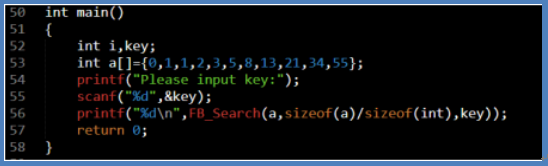 50 int main()
51 {
52 int i,key;
53 int a[]={0,1,1,2,3,5,8,13,21,34,55};
54 printf("Please input key:");
55 scanf("%d",&key);
56 printf("%d\n",FB_Search(a,sizeof(a)/sizeof(int),key));
57 return 0;
58 }